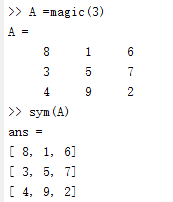 >> A =magic(3)
A =
8 1 6
3 5 7
4 9 2
>> sym(A)
ans =
[ 8, 1, 6]
[ 3, 5, 7]
[ 4, 9, 2]